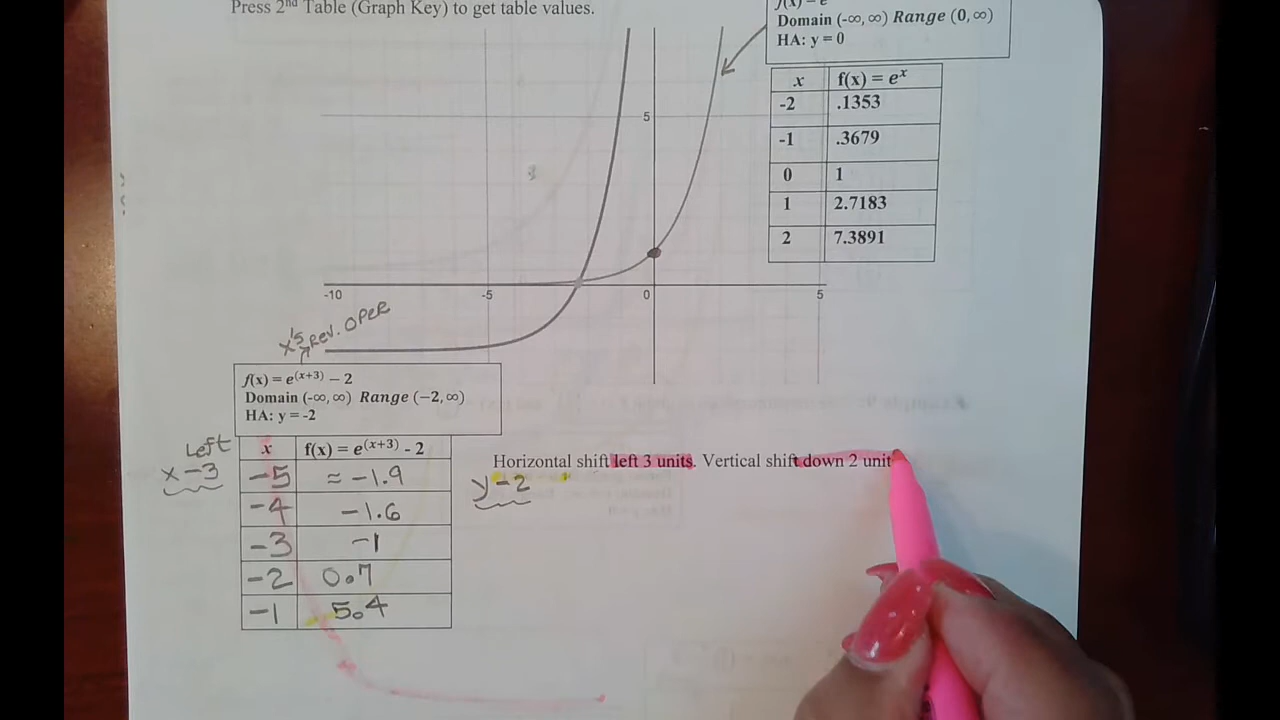 Press 2nd Table (Graph Key) to get table values.
Domain (-∞, ∞) Range (0, ∞)
HA: y = 0
x f(x) = eˣ
-2 .1353
-1 .3679
0 1
1 2.7183
2 7.3891
5
-10 -5 0 5
x's REV. OPER
f(x) = e^(x+3) – 2
Domain (-∞, ∞) Range (−2, ∞)
HA: y = -2
Left
x-3
x f(x) = e^(x+3) - 2
-5 ≈ -1.9
-4 -1.6
-3 -1
-2 0.7
-1 5.4
Horizontal shift left 3 units. Vertical shift down 2 unit
y-2